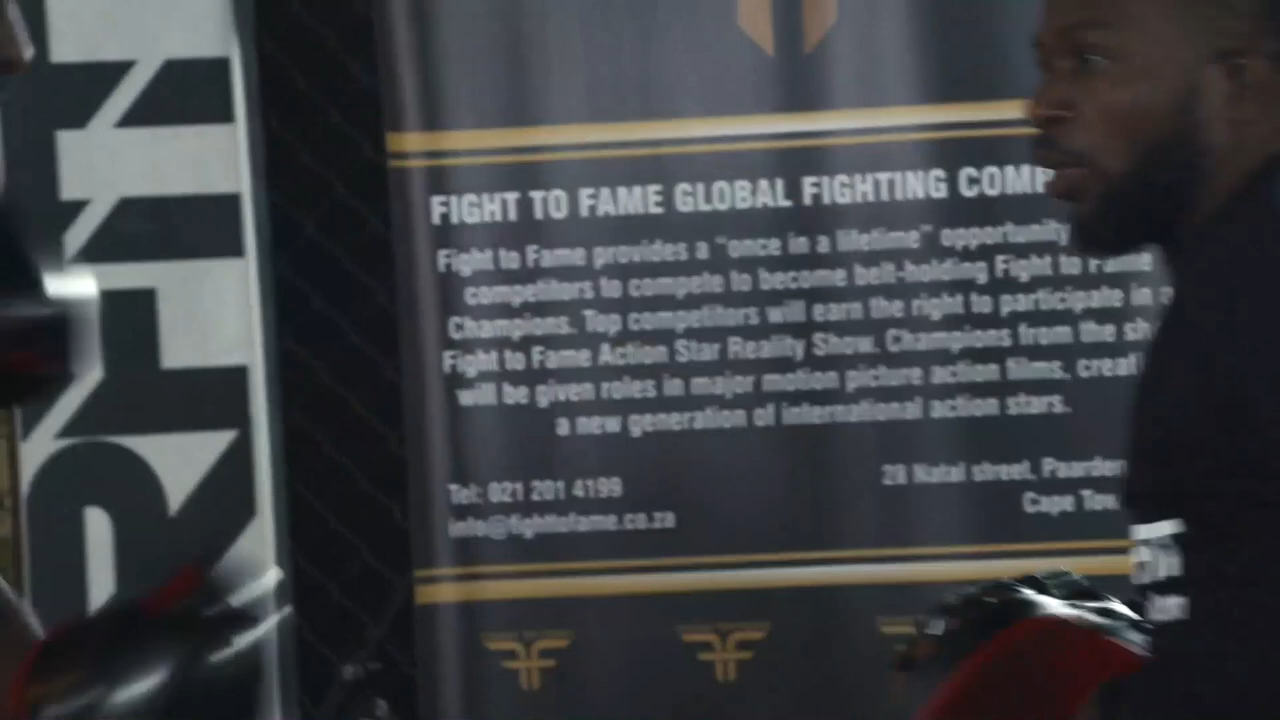 FIGHT TO FAME GLOBAL FIGHTING COMP
Fight to Fame provides a "once in a lifetime" opportunity
competitors to compete to become belt-holding Fight to Fame
Champions. Top competitors will earn the right to participate in a
Fight to Fame Action Star Reality Show. Champions from the sh
will be given roles in major motion picture action films, creat
a new generation of international action stars.
Tel: 021 201 4199
info@fighttofame.co.za
28 Natal street, Paarden
Cape Tow